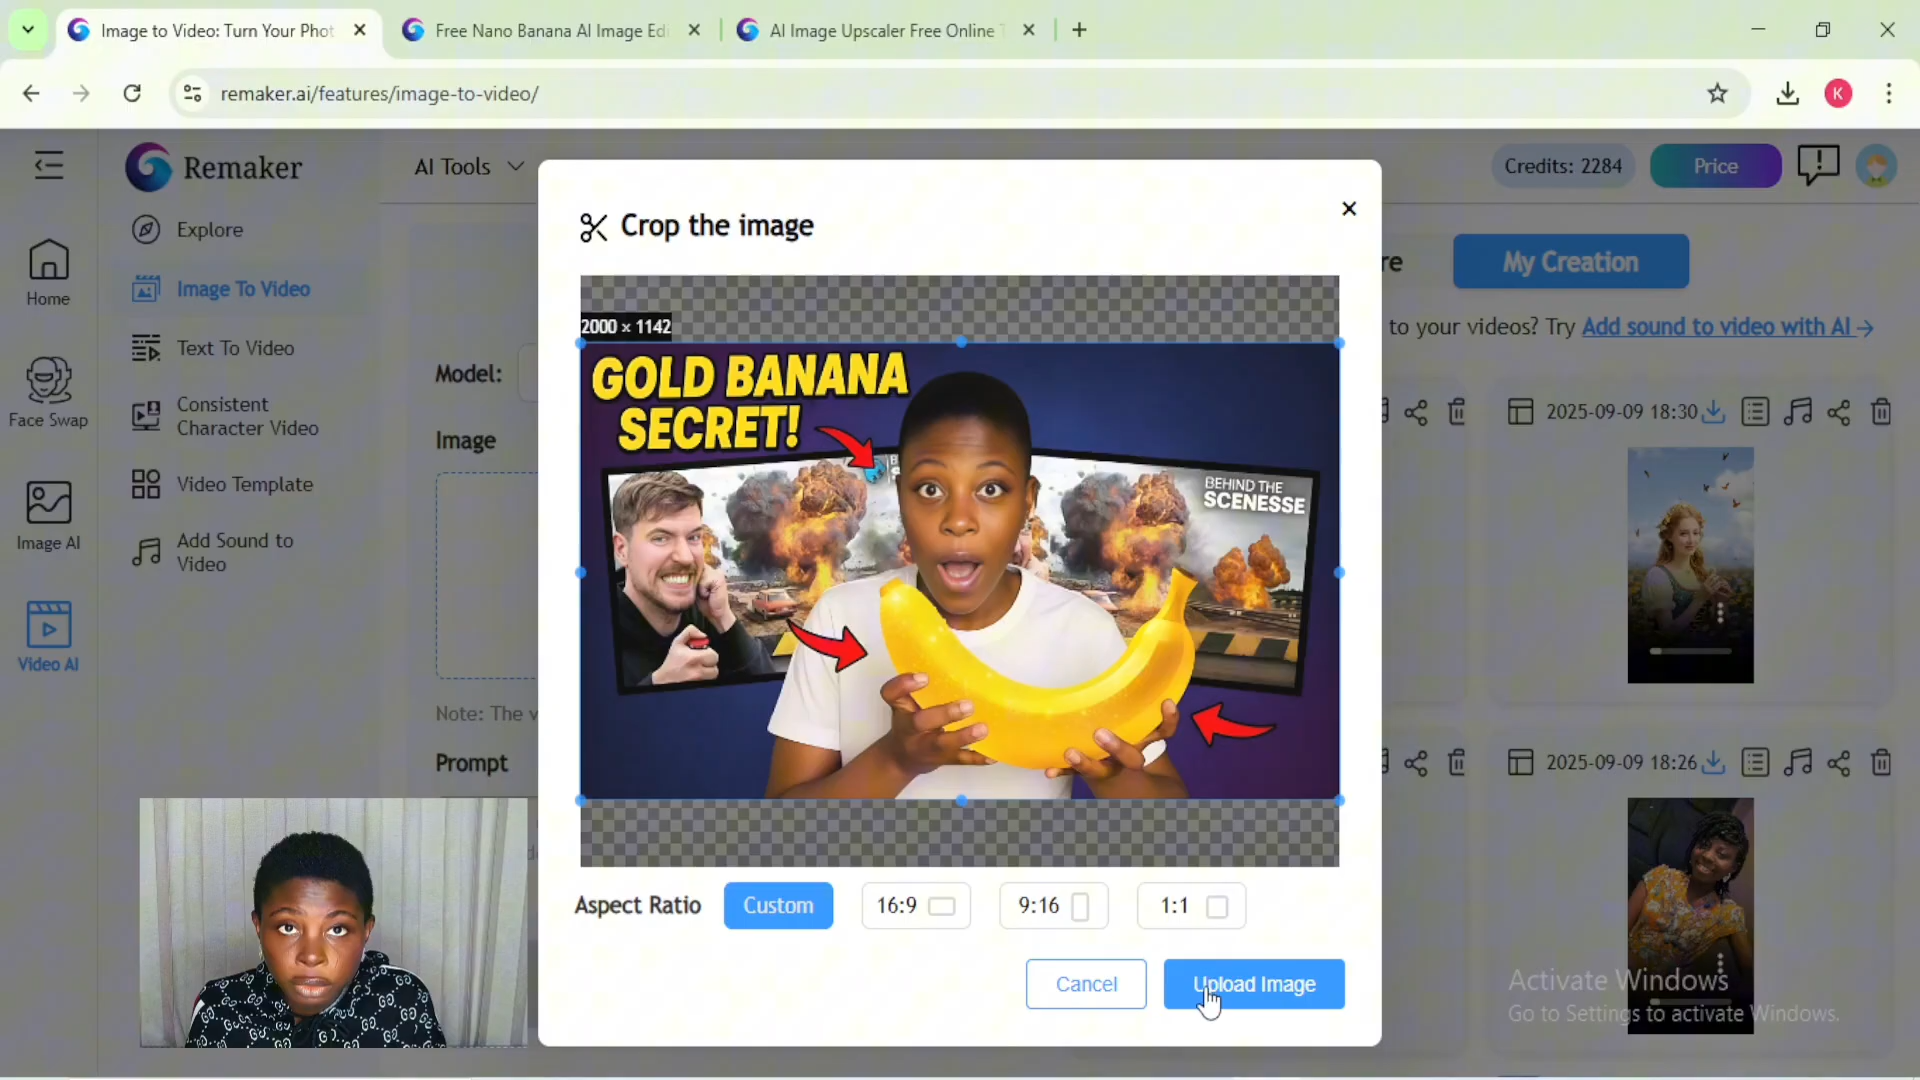 Image to Video: Turn Your Phot
Free Nano Banana AI Image Edi
AI Image Upscaler Free Online T
remaker.ai/features/image-to-video/
K
Remaker
AI Tools
Credits: 2284
Price
Home
Face Swap
Image AI
Video AI
Explore
Image To Video
Text To Video
Consistent
Character Video
Video Template
Add Sound to
Video
Model:
Image
Note: The v
Prompt
Crop the image
2000 × 1142
GOLD BANANA
SECRET!
BEHIND THE
SCENESSE
Aspect Ratio
Custom
16:9
9:16
1:1
Cancel
Upload Image
re
My Creation
to your videos? Try Add sound to video with AI→
2025-09-09 18:30
2025-09-09 18:26
Activate Windows
Go to Settings to activate Windows.